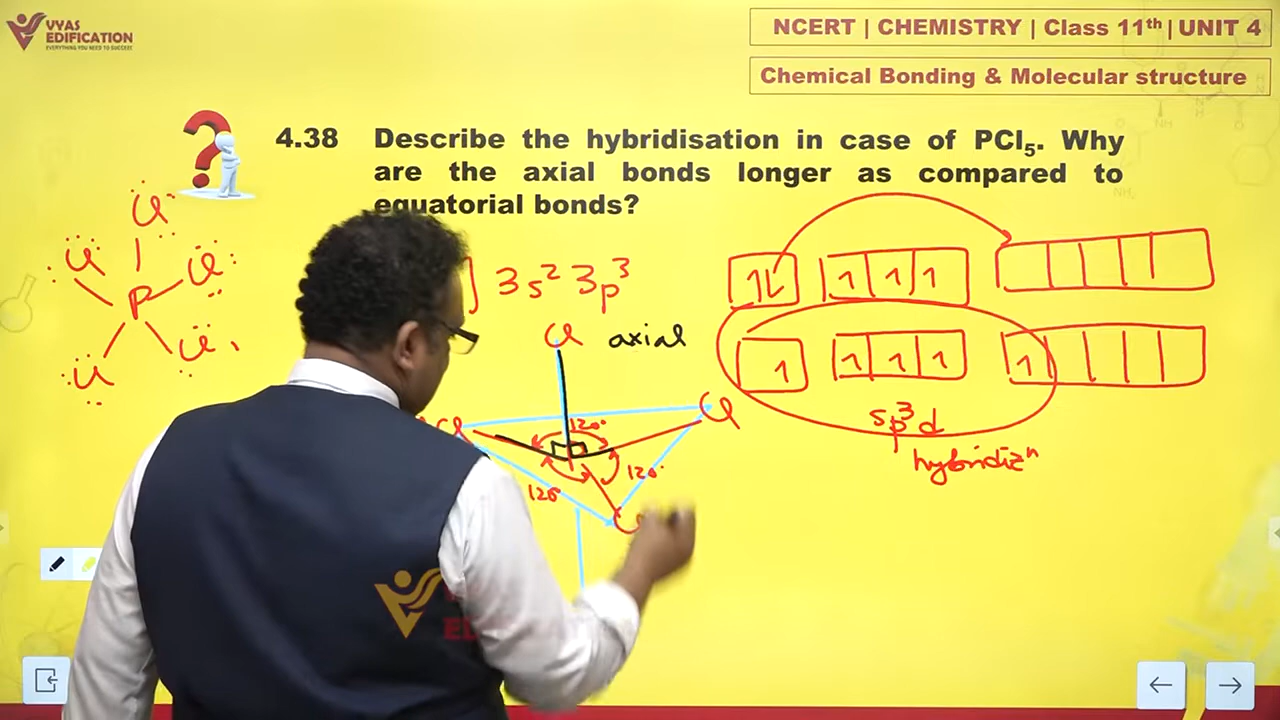 VYAS
EDIFICATION
EVERYTHING YOU NEED TO SUCCEED
NCERT | CHEMISTRY | Class 11th | UNIT 4
Chemical Bonding & Molecular structure
4.38 Describe the hybridisation in case of PCl5. Why
are the axial bonds longer as compared to
equatorial bonds?
Cl
Cl
Cl
P
Cl
Cl
] 3s2 3p3
Cl axial
Cl
Cl
120°
120°
120°
Cl
1
1 1 1
1
1 1 1
1
sp3d
hybridizn